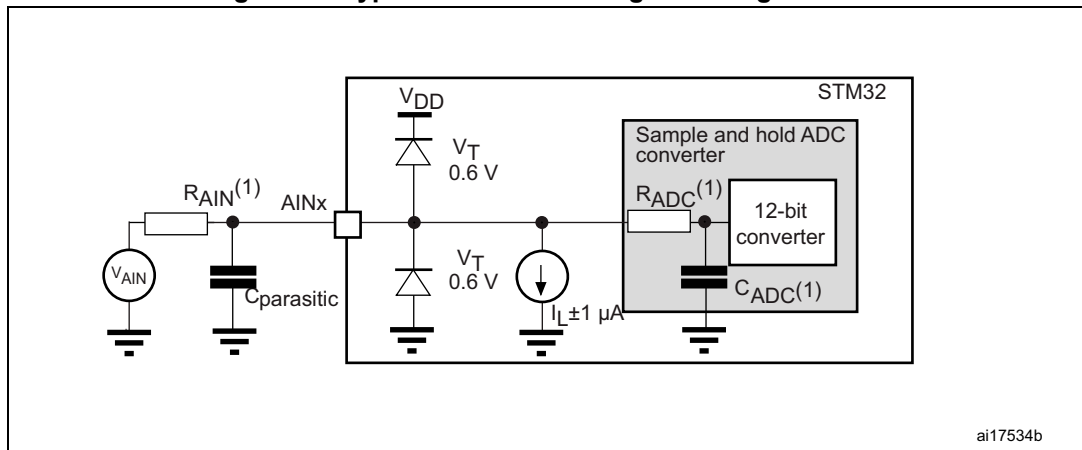 STM32
VDD
VT
0.6 V
Sample and hold ADC
converter
RAIN(1)
AINx
RADC(1)
12-bit
converter
VAIN
Cparasitic
VT
0.6 V
IL±1 µA
CADC(1)
ai17534b